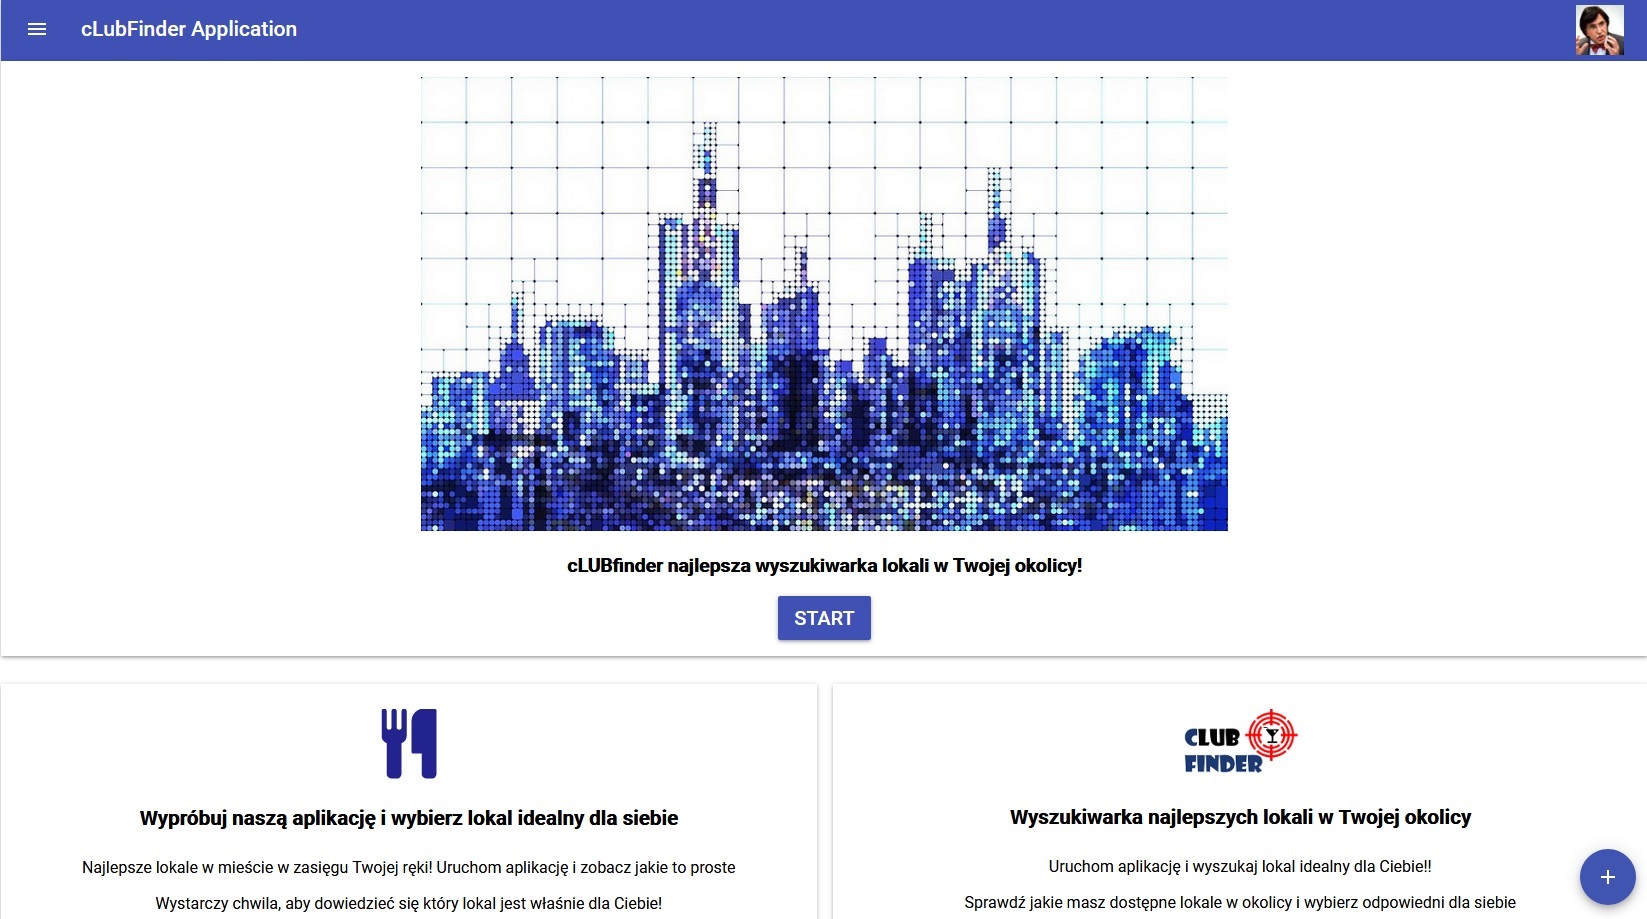 cLubFinder Application
cLUBfinder najlepsza wyszukiwarka lokali w Twojej okolicy!
START
CLUB
FINDER
Wypróbuj naszą aplikację i wybierz lokal idealny dla siebie
Najlepsze lokale w mieście w zasięgu Twojej ręki! Uruchom aplikację i zobacz jakie to proste
Wystarczy chwila, aby dowiedzieć się który lokal jest właśnie dla Ciebie!
Wyszukiwarka najlepszych lokali w Twojej okolicy
Uruchom aplikację i wyszukaj lokal idealny dla Ciebie!!
Sprawdź jakie masz dostępne lokale w okolicy i wybierz odpowiedni dla siebie
+